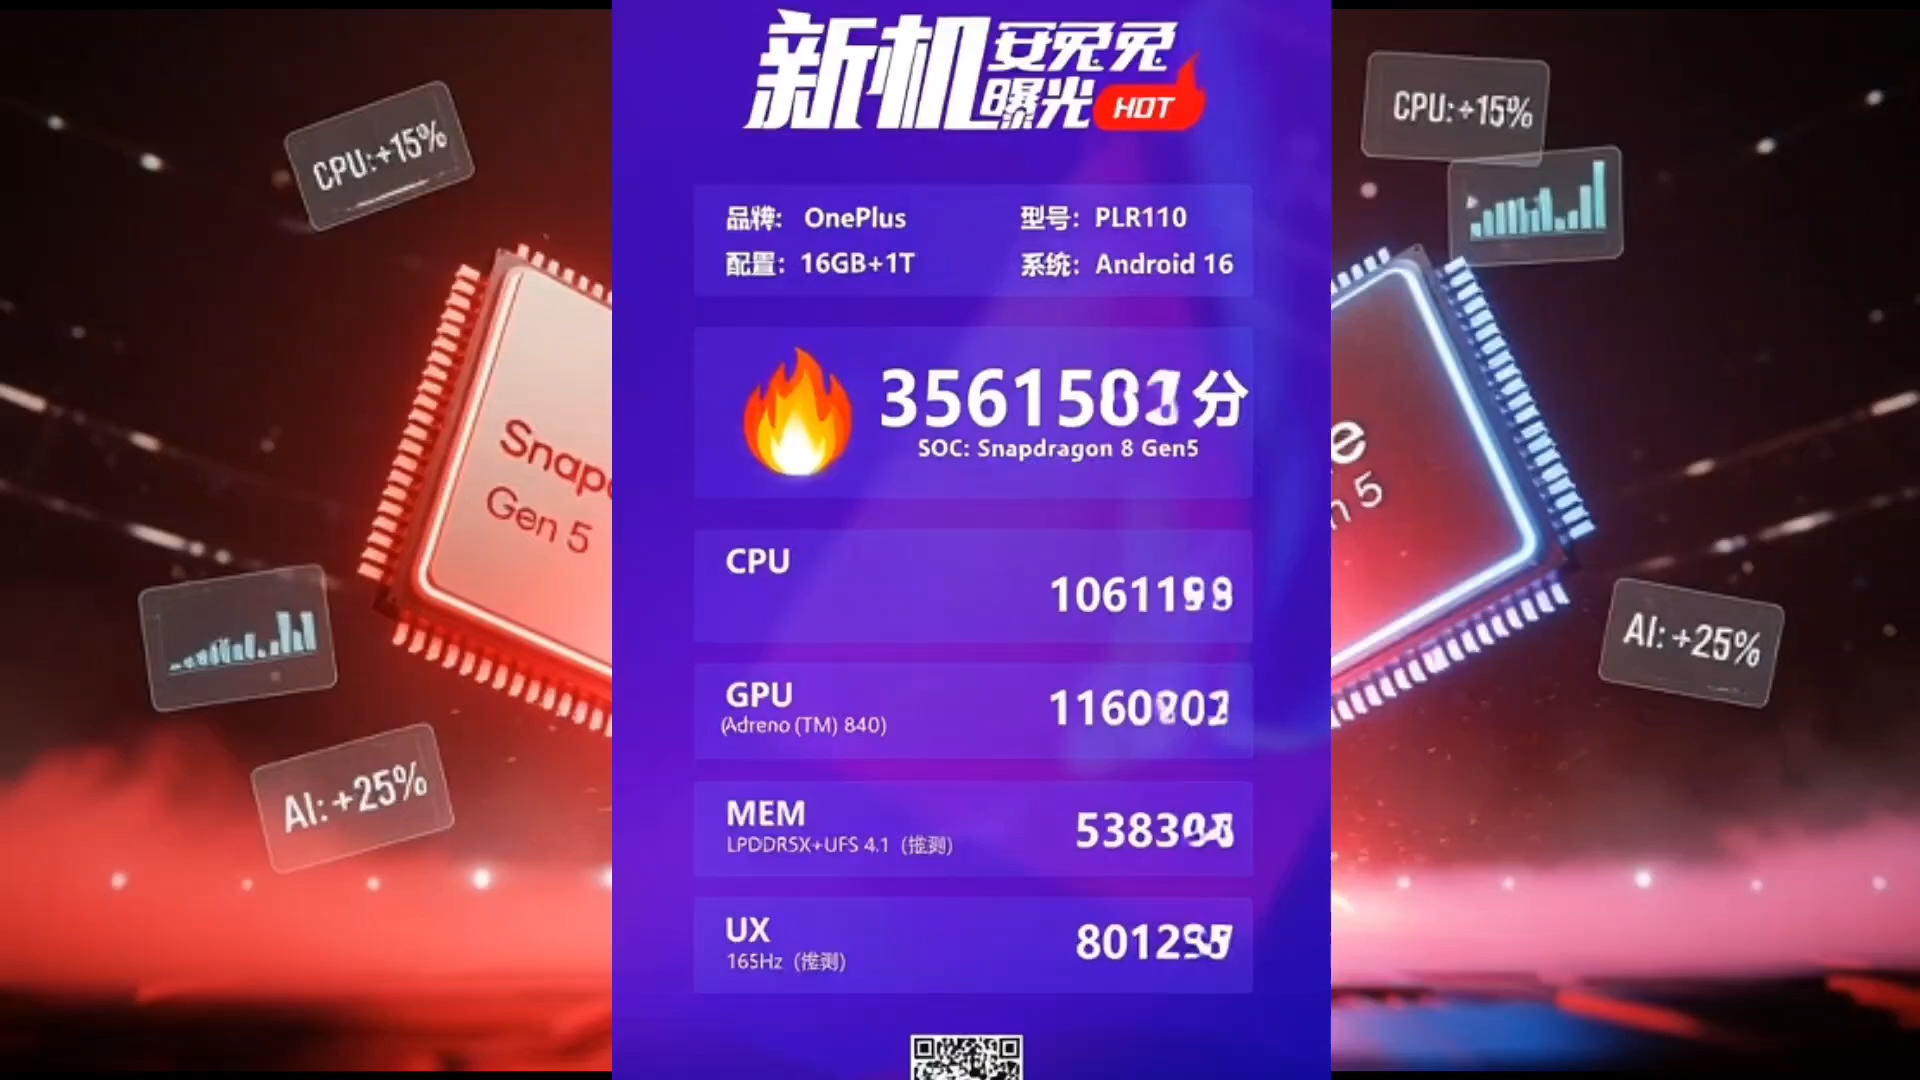 新机 安兔兔
曝光 HOT
CPU:+15%
CPU:+15%
品牌: OnePlus
型号: PLR110
配置: 16GB+1T
系统: Android 16
分
SOC: Snapdragon 8 Gen5
Gen 5
CPU
GPU
(Adreno (TM) 840)
MEM
LPDDR5X+UFS 4.1 (推测)
UX
165Hz (推测)
AI:+25%
AI:+25%